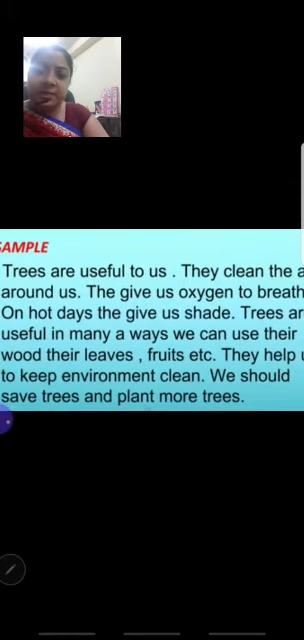 SAMPLE
Trees are useful to us . They clean the a
around us. The give us oxygen to breath
On hot days the give us shade. Trees ar
useful in many a ways we can use their
wood their leaves , fruits etc. They help u
to keep environment clean. We should
save trees and plant more trees.